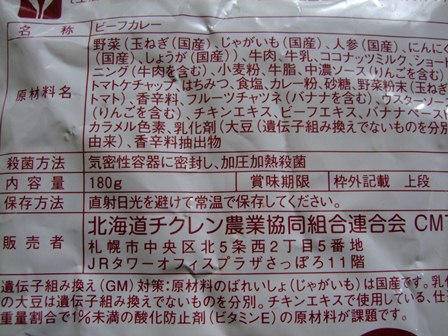 名 称 ビーフカレー
野菜（玉ねぎ（国産）、じゃがいも（国産）、人参（国産）、にんにく
（国産）、しょうが（国産））、牛肉、牛乳、ココナッツミルク、ショート
ニング（牛肉を含む）、小麦粉、牛脂、中濃ソース（りんごを含む）、
原材料名 トマトケチャップ、はちみつ、食塩、カレー粉、砂糖、野菜粉末（玉ねぎ、
ト）、香辛料、フルーツチャツネ（バナナを含む）、ウスター
（りんごを含む）、チキンエキス、ビーフエキス、バナナペースト
カラメル色素、乳化剤（大豆（遺伝子組み換えでないものを分別）
由来）、香辛料抽出物
殺菌方法 気密性容器に密封し、加圧加熱殺菌
内 容 量 180g 賞味期限 枠外記載 上段
保存方法 直射日光を避けて常温で保存してください。
販 売 者 北海道チクレン農業協同組合連合会 CM
札幌市中央区北5条西2丁目5番地
JRタワーオフィスプラザさっぽろ11階
遺伝子組み換え（GM）対策：原材料のばれいしょ（じゃがいも）は国産です。乳化
の大豆は遺伝子組み換えでないものを分別。チキンエキスで使用している、仕
重量割合で1%未満の酸化防止剤（ビタミンE）の原材料が課題です。